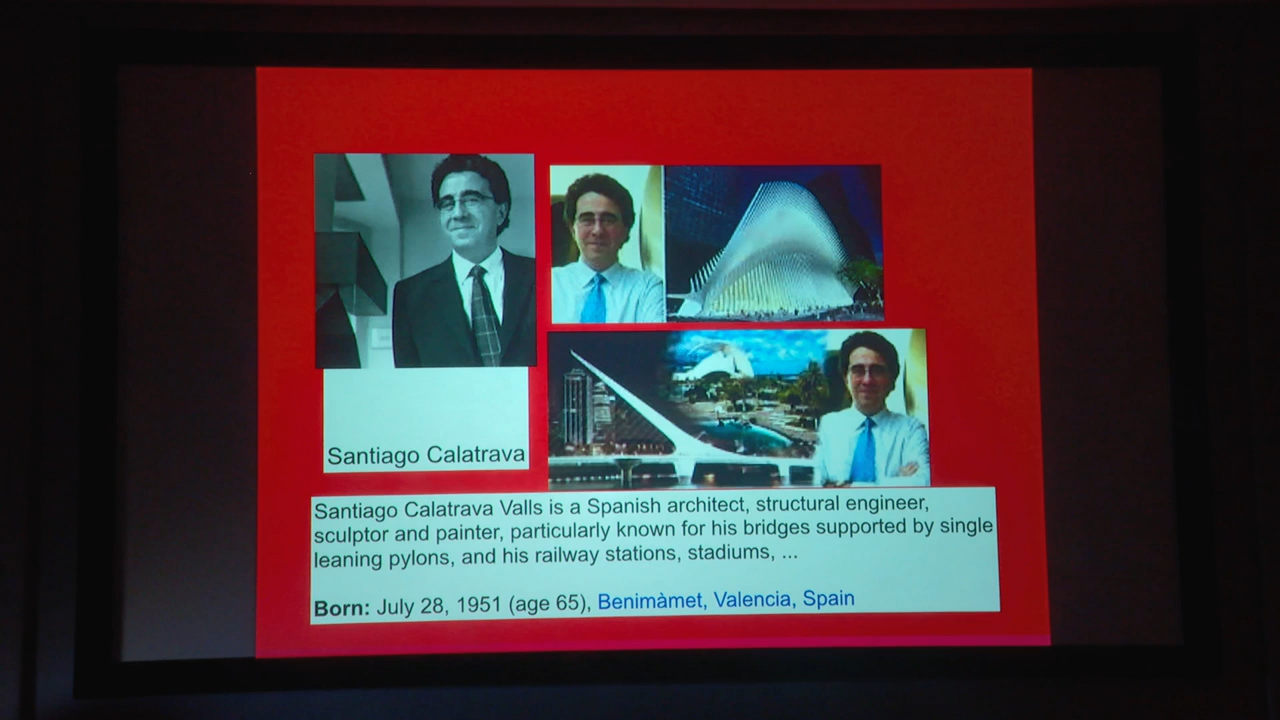 Santiago Calatrava
Santiago Calatrava Valls is a Spanish architect, structural engineer,
sculptor and painter, particularly known for his bridges supported by single
leaning pylons, and his railway stations, stadiums, ...
Born: July 28, 1951 (age 65), Benimàmet, Valencia, Spain